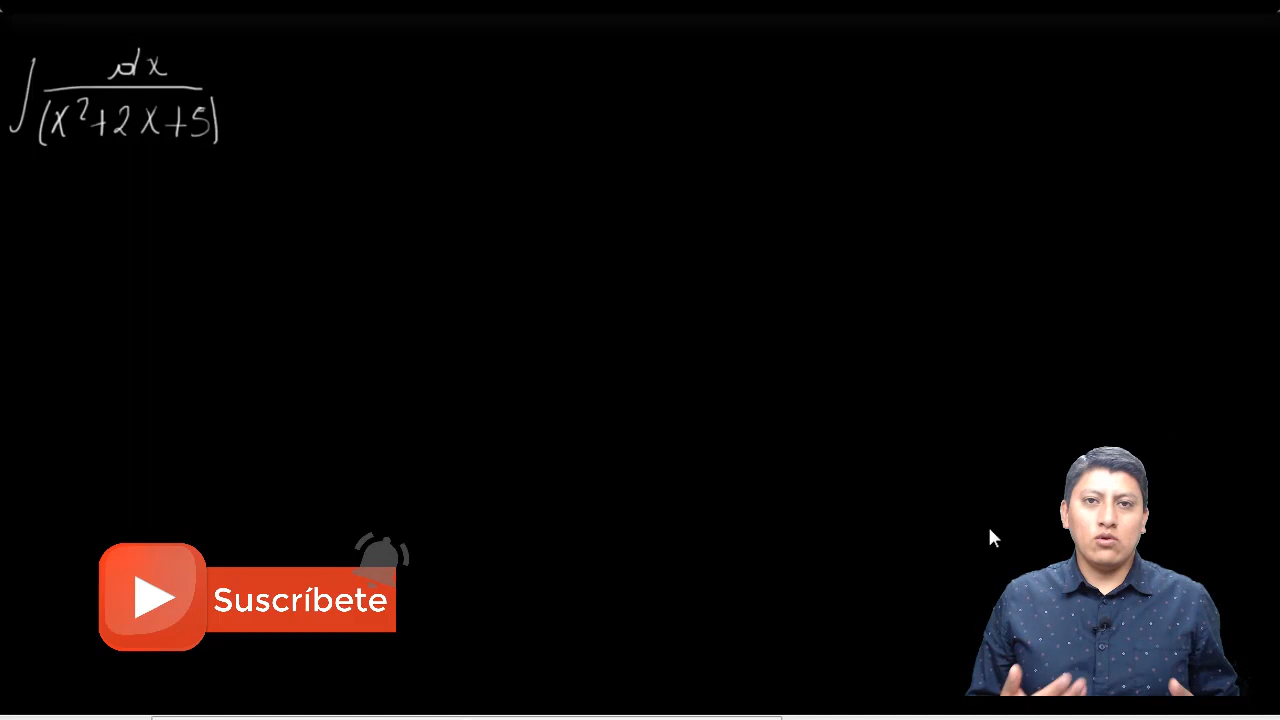 ∫ dx
(x²+2x+5)
Suscríbete